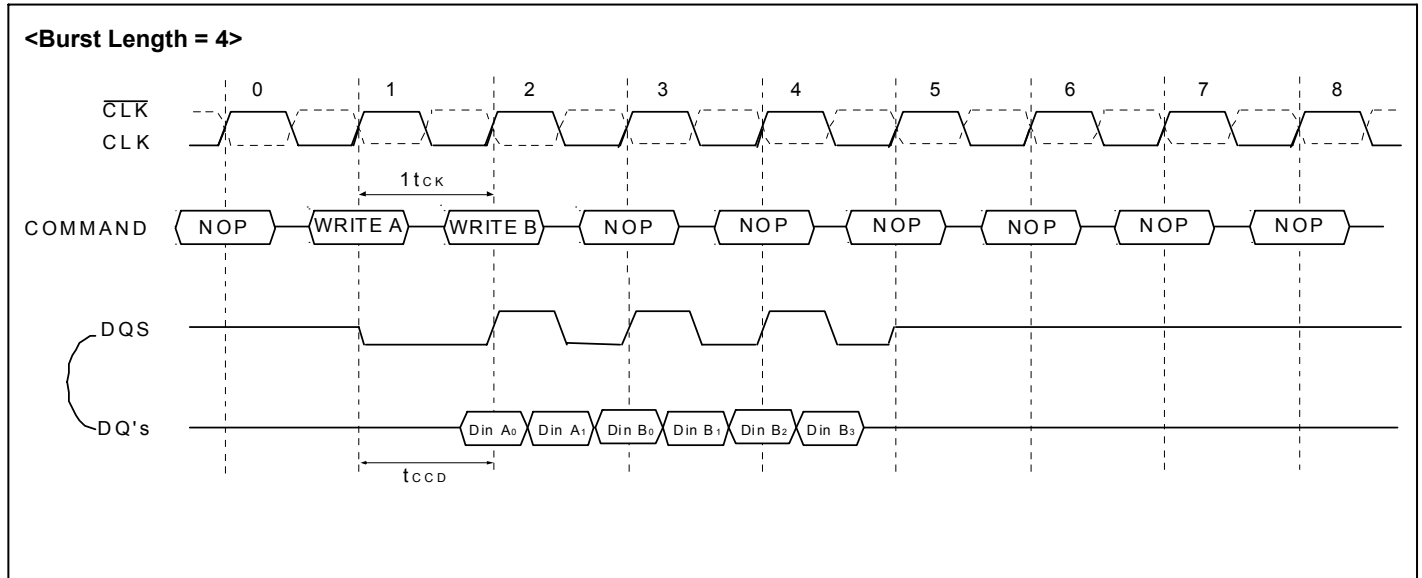 <Burst Length = 4>
0 1 2 3 4 5 6 7 8
CLK
CLK
1tCK
COMMAND NOP WRITE A WRITE B NOP NOP NOP NOP NOP NOP
DQS
DQ's Din A0 Din A1 Din B0 Din B1 Din B2 Din B3
tCCD